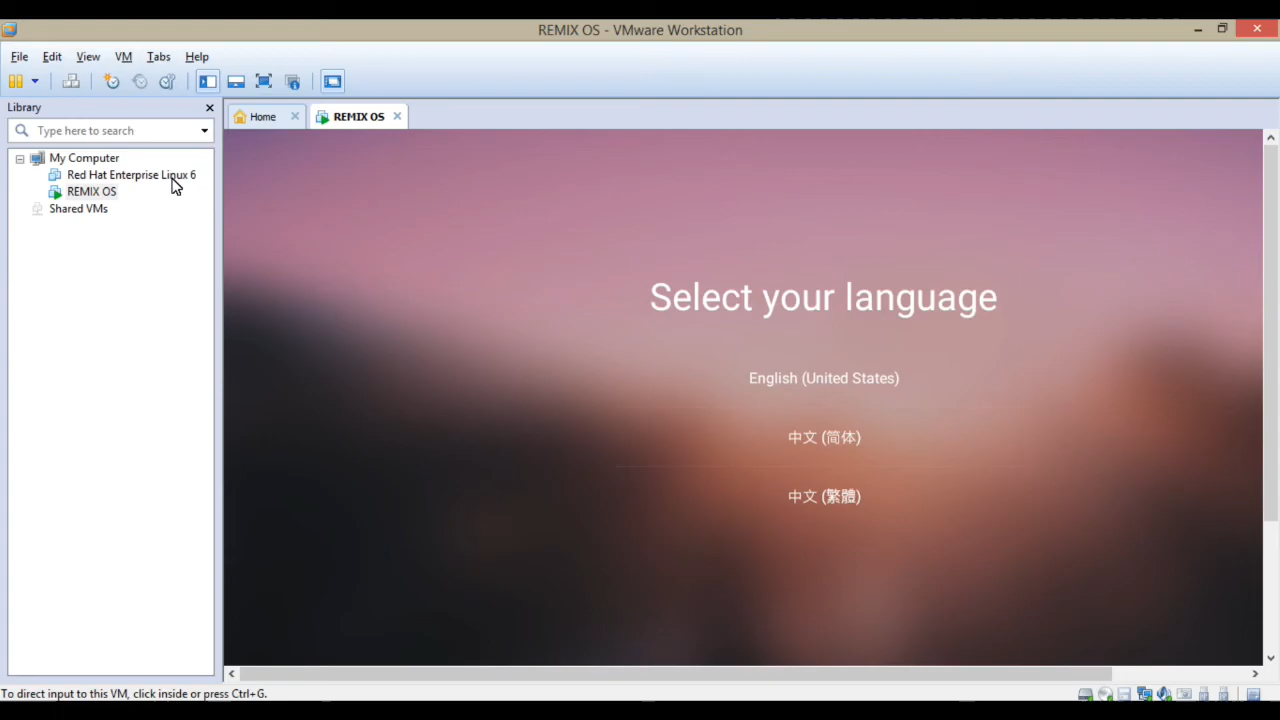 REMIX OS - VMware Workstation
File Edit View VM Tabs Help
Library
Type here to search
Home
REMIX OS
My Computer
Red Hat Enterprise Linux 6
REMIX OS
Shared VMs
Select your language
English (United States)
中文 (简体)
中文 (繁體)
To direct input to this VM, click inside or press Ctrl+G.